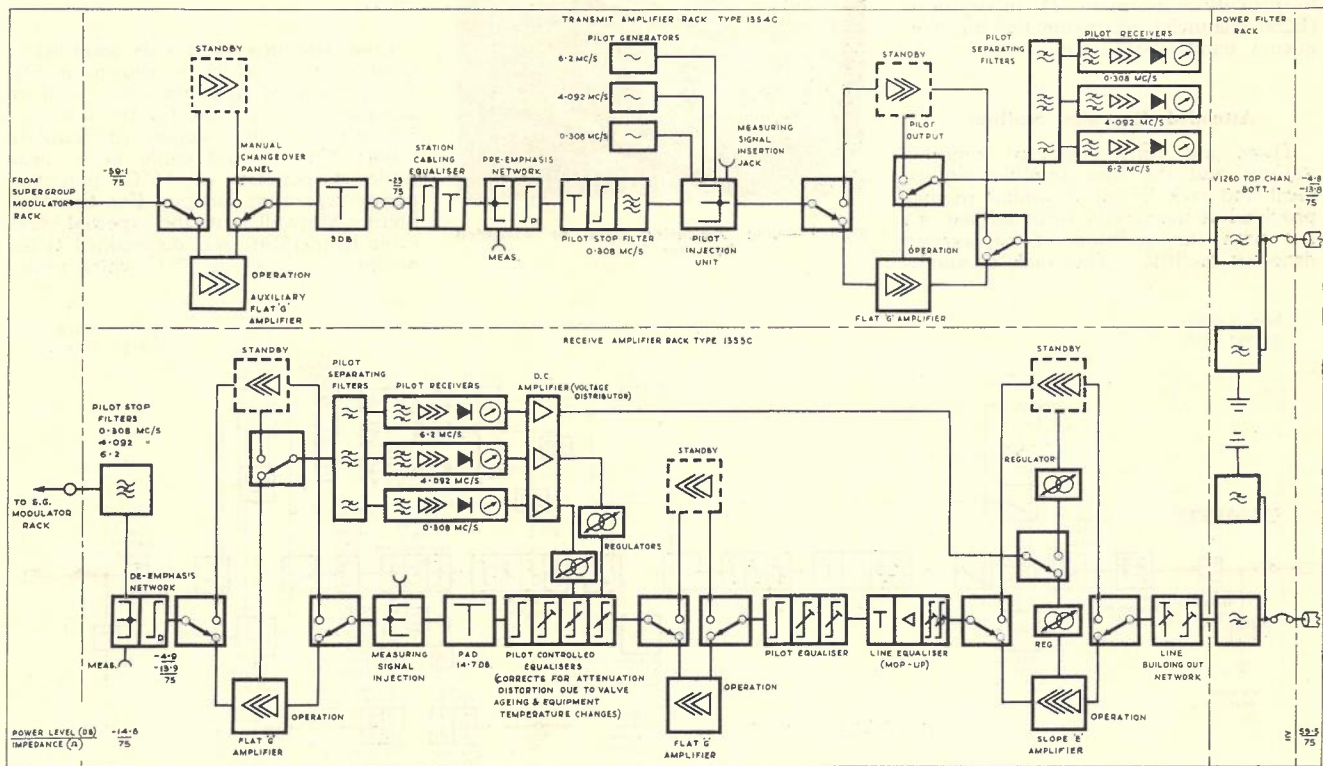 TRANSMIT AMPLIFIER RACK TYPE 1354C
POWER FILTER
RACK
STANDBY
PILOT GENERATORS
6·2 MC/S
4·092 MC/S
0·308 MC/S
STANDBY
PILOT
SEPARATING
FILTERS
PILOT RECEIVERS
0·308 MC/S
4·092 MC/S
6·2 MC/S
PILOT
OUTPUT
MANUAL
CHANGEOVER
PANEL
STATION
CABLING
EQUALISER
PRE-EMPHASIS
NETWORK
MEASURING
SIGNAL
INSERTION
JACK
FROM
SUPERGROUP
MODULATOR
RACK
-59·1
75
-25
75
V1260 TOP CHAN.
BOTT.
-4·8
-13·8
75
3DB
D
MEAS.
PILOT STOP FILTER
0·308 MC/S
PILOT
INJECTION
UNIT
OPERATION
AUXILIARY
FLAT 'G'
AMPLIFIER
OPERATION
FLAT 'G' AMPLIFIER
RECEIVE AMPLIFIER RACK TYPE 1355C
STANDBY
PILOT
SEPARATING
FILTERS
PILOT RECEIVERS
6·2 MC/S
4·092 MC/S
0·308 MC/S
D.C.
AMPLIFIER (VOLTAGE
DISTRIBUTOR)
STANDBY
PILOT STOP
FILTERS
0·308 MC/S
4·092 "
6·2
STANDBY
REGULATOR
TO S.G.
MODULATOR
RACK
REGULATORS
DE-EMPHASIS
NETWORK
D
MEAS.
-4·9
-13·9
75
MEASURING
SIGNAL
INJECTION
PAD
14·7 DB
PILOT CONTROLLED
EQUALISERS
(CORRECTS FOR ATTENUATION
DISTORTION DUE TO VALVE
AGEING & EQUIPMENT
TEMPERATURE CHANGES)
PILOT EQUALISER
LINE EQUALISER
(MOP-UP)
REG
LINE
BUILDING OUT
NETWORK
OPERATION
FLAT 'G'
AMPLIFIER
OPERATION
FLAT 'G'
AMPLIFIER
OPERATION
SLOPE 'E'
AMPLIFIER
POWER LEVEL (DB)
IMPEDANCE (Ω)
-14·8
75
59·5
75